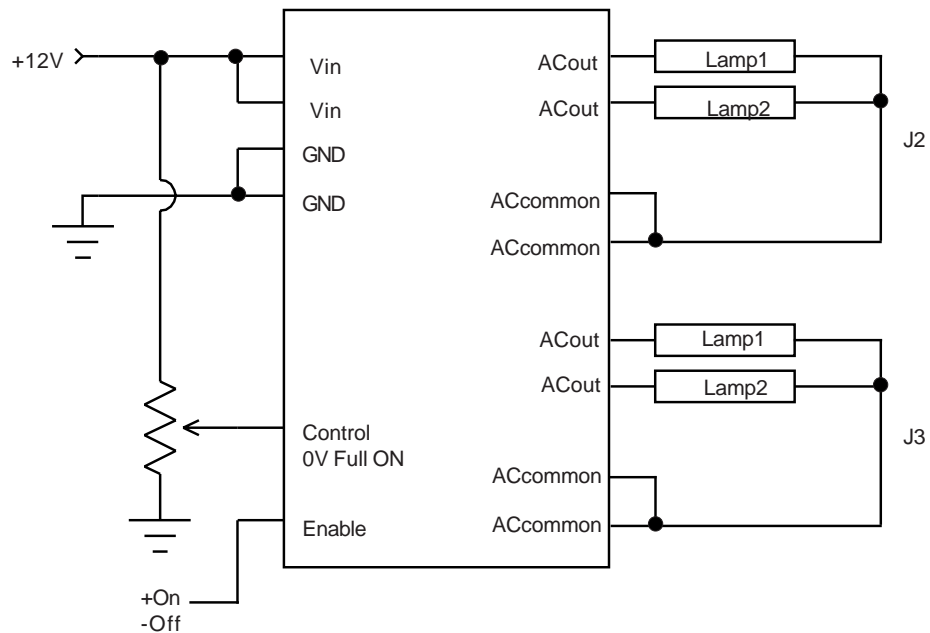 +12V
Vin
Vin
GND
GND
Control
0V Full ON
Enable
+On
-Off
ACout
Lamp1
ACout
Lamp2
J2
ACcommon
ACcommon
ACout
Lamp1
ACout
Lamp2
J3
ACcommon
ACcommon